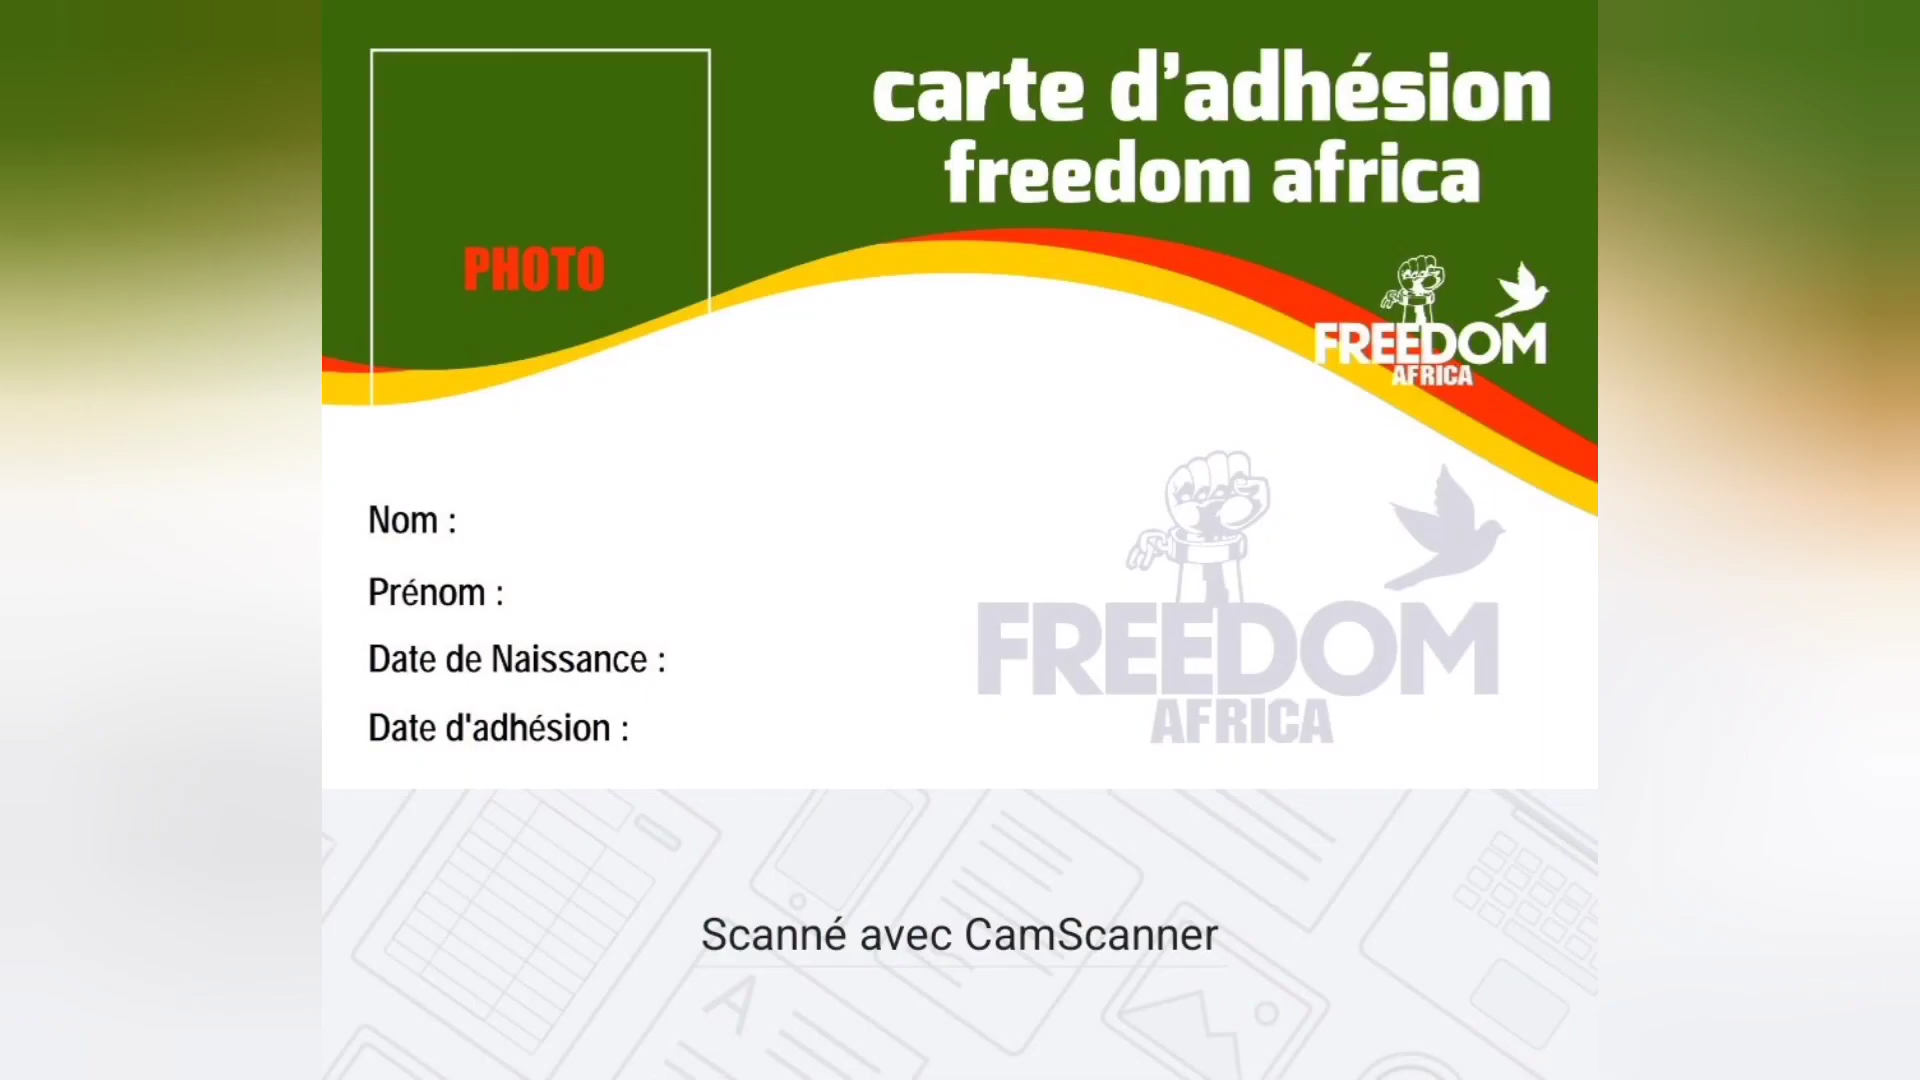 carte d’adhésion
freedom africa
PHOTO
FREEDOM
AFRICA
Nom :
Prénom :
Date de Naissance :
Date d'adhésion :
FREEDOM
AFRICA
Scanné avec CamScanner
A